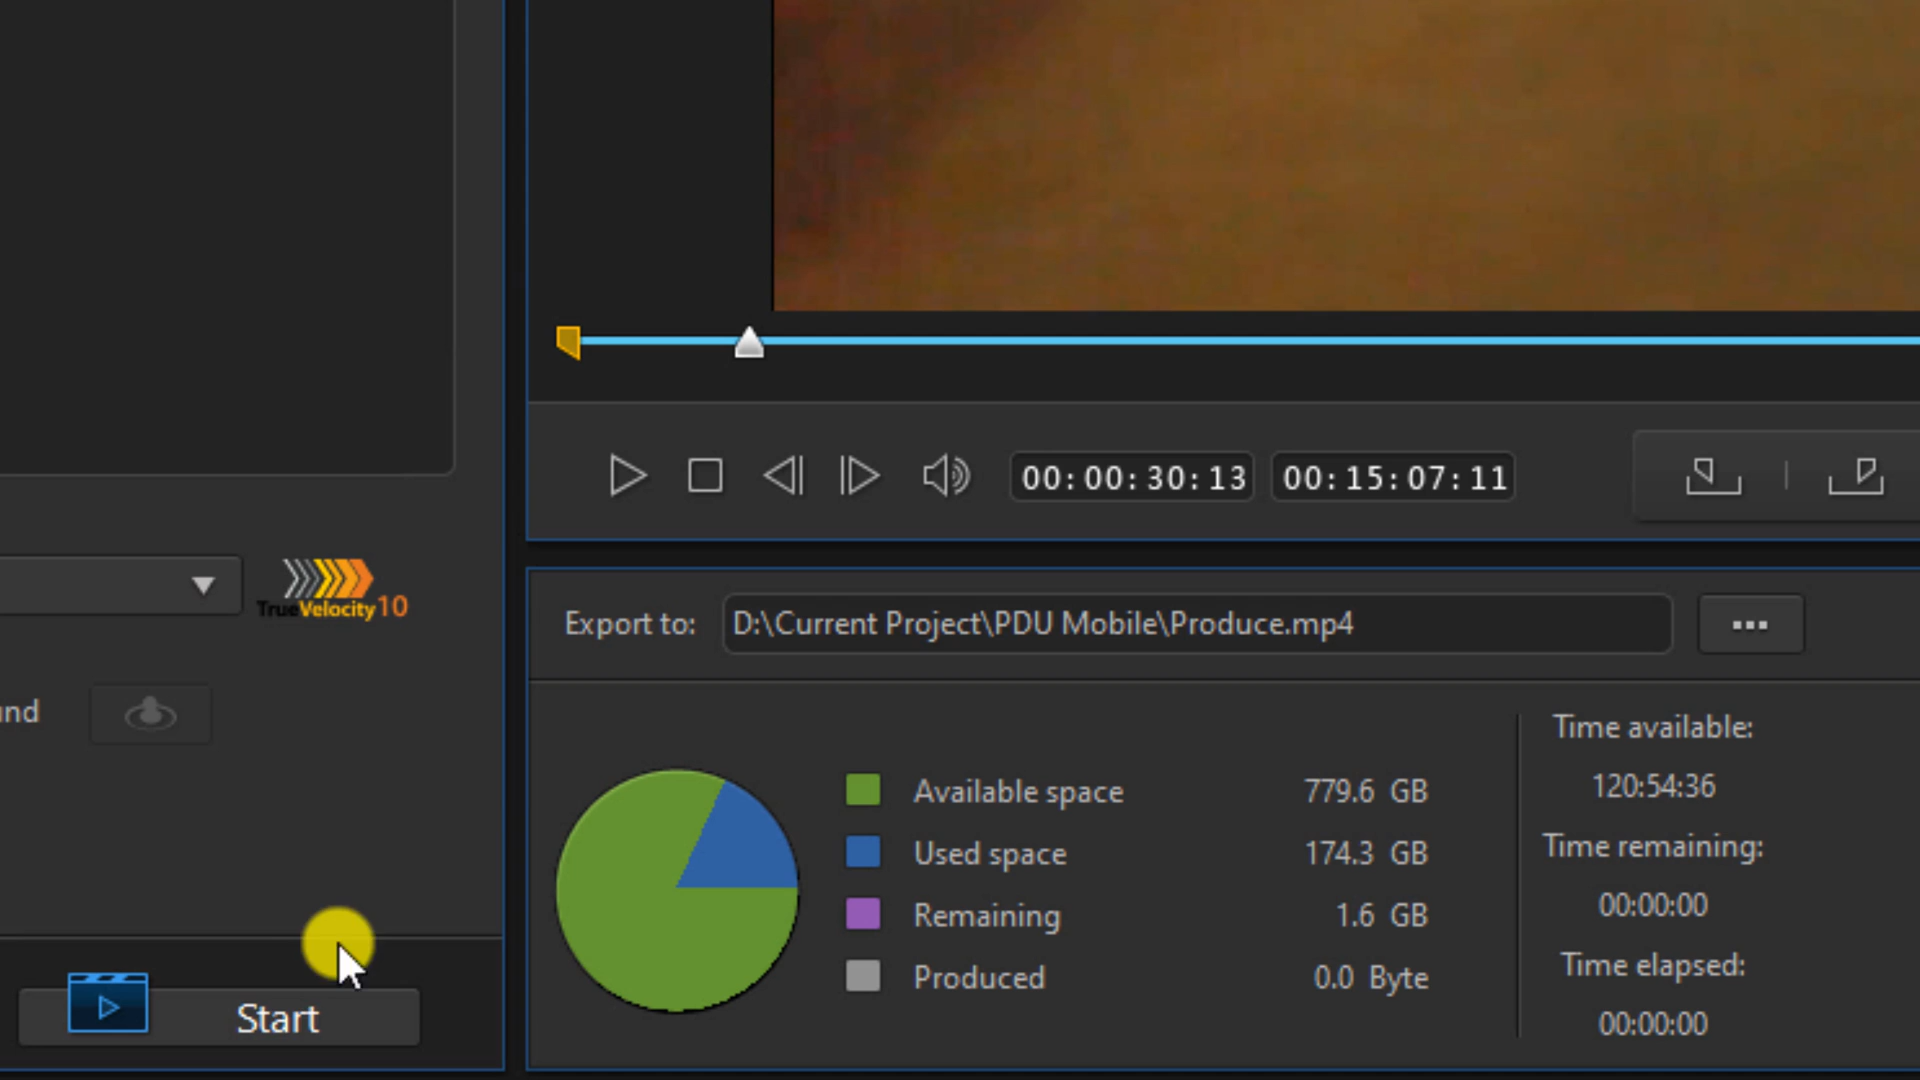 00:00:30:13 00:15:07:11
TrueVelocity 10
und
Start
Export to: D:\Current Project\PDU Mobile\Produce.mp4 ...
Available space 779.6 GB
Used space 174.3 GB
Remaining 1.6 GB
Produced 0.0 Byte
Time available:
120:54:36
Time remaining:
00:00:00
Time elapsed:
00:00:00